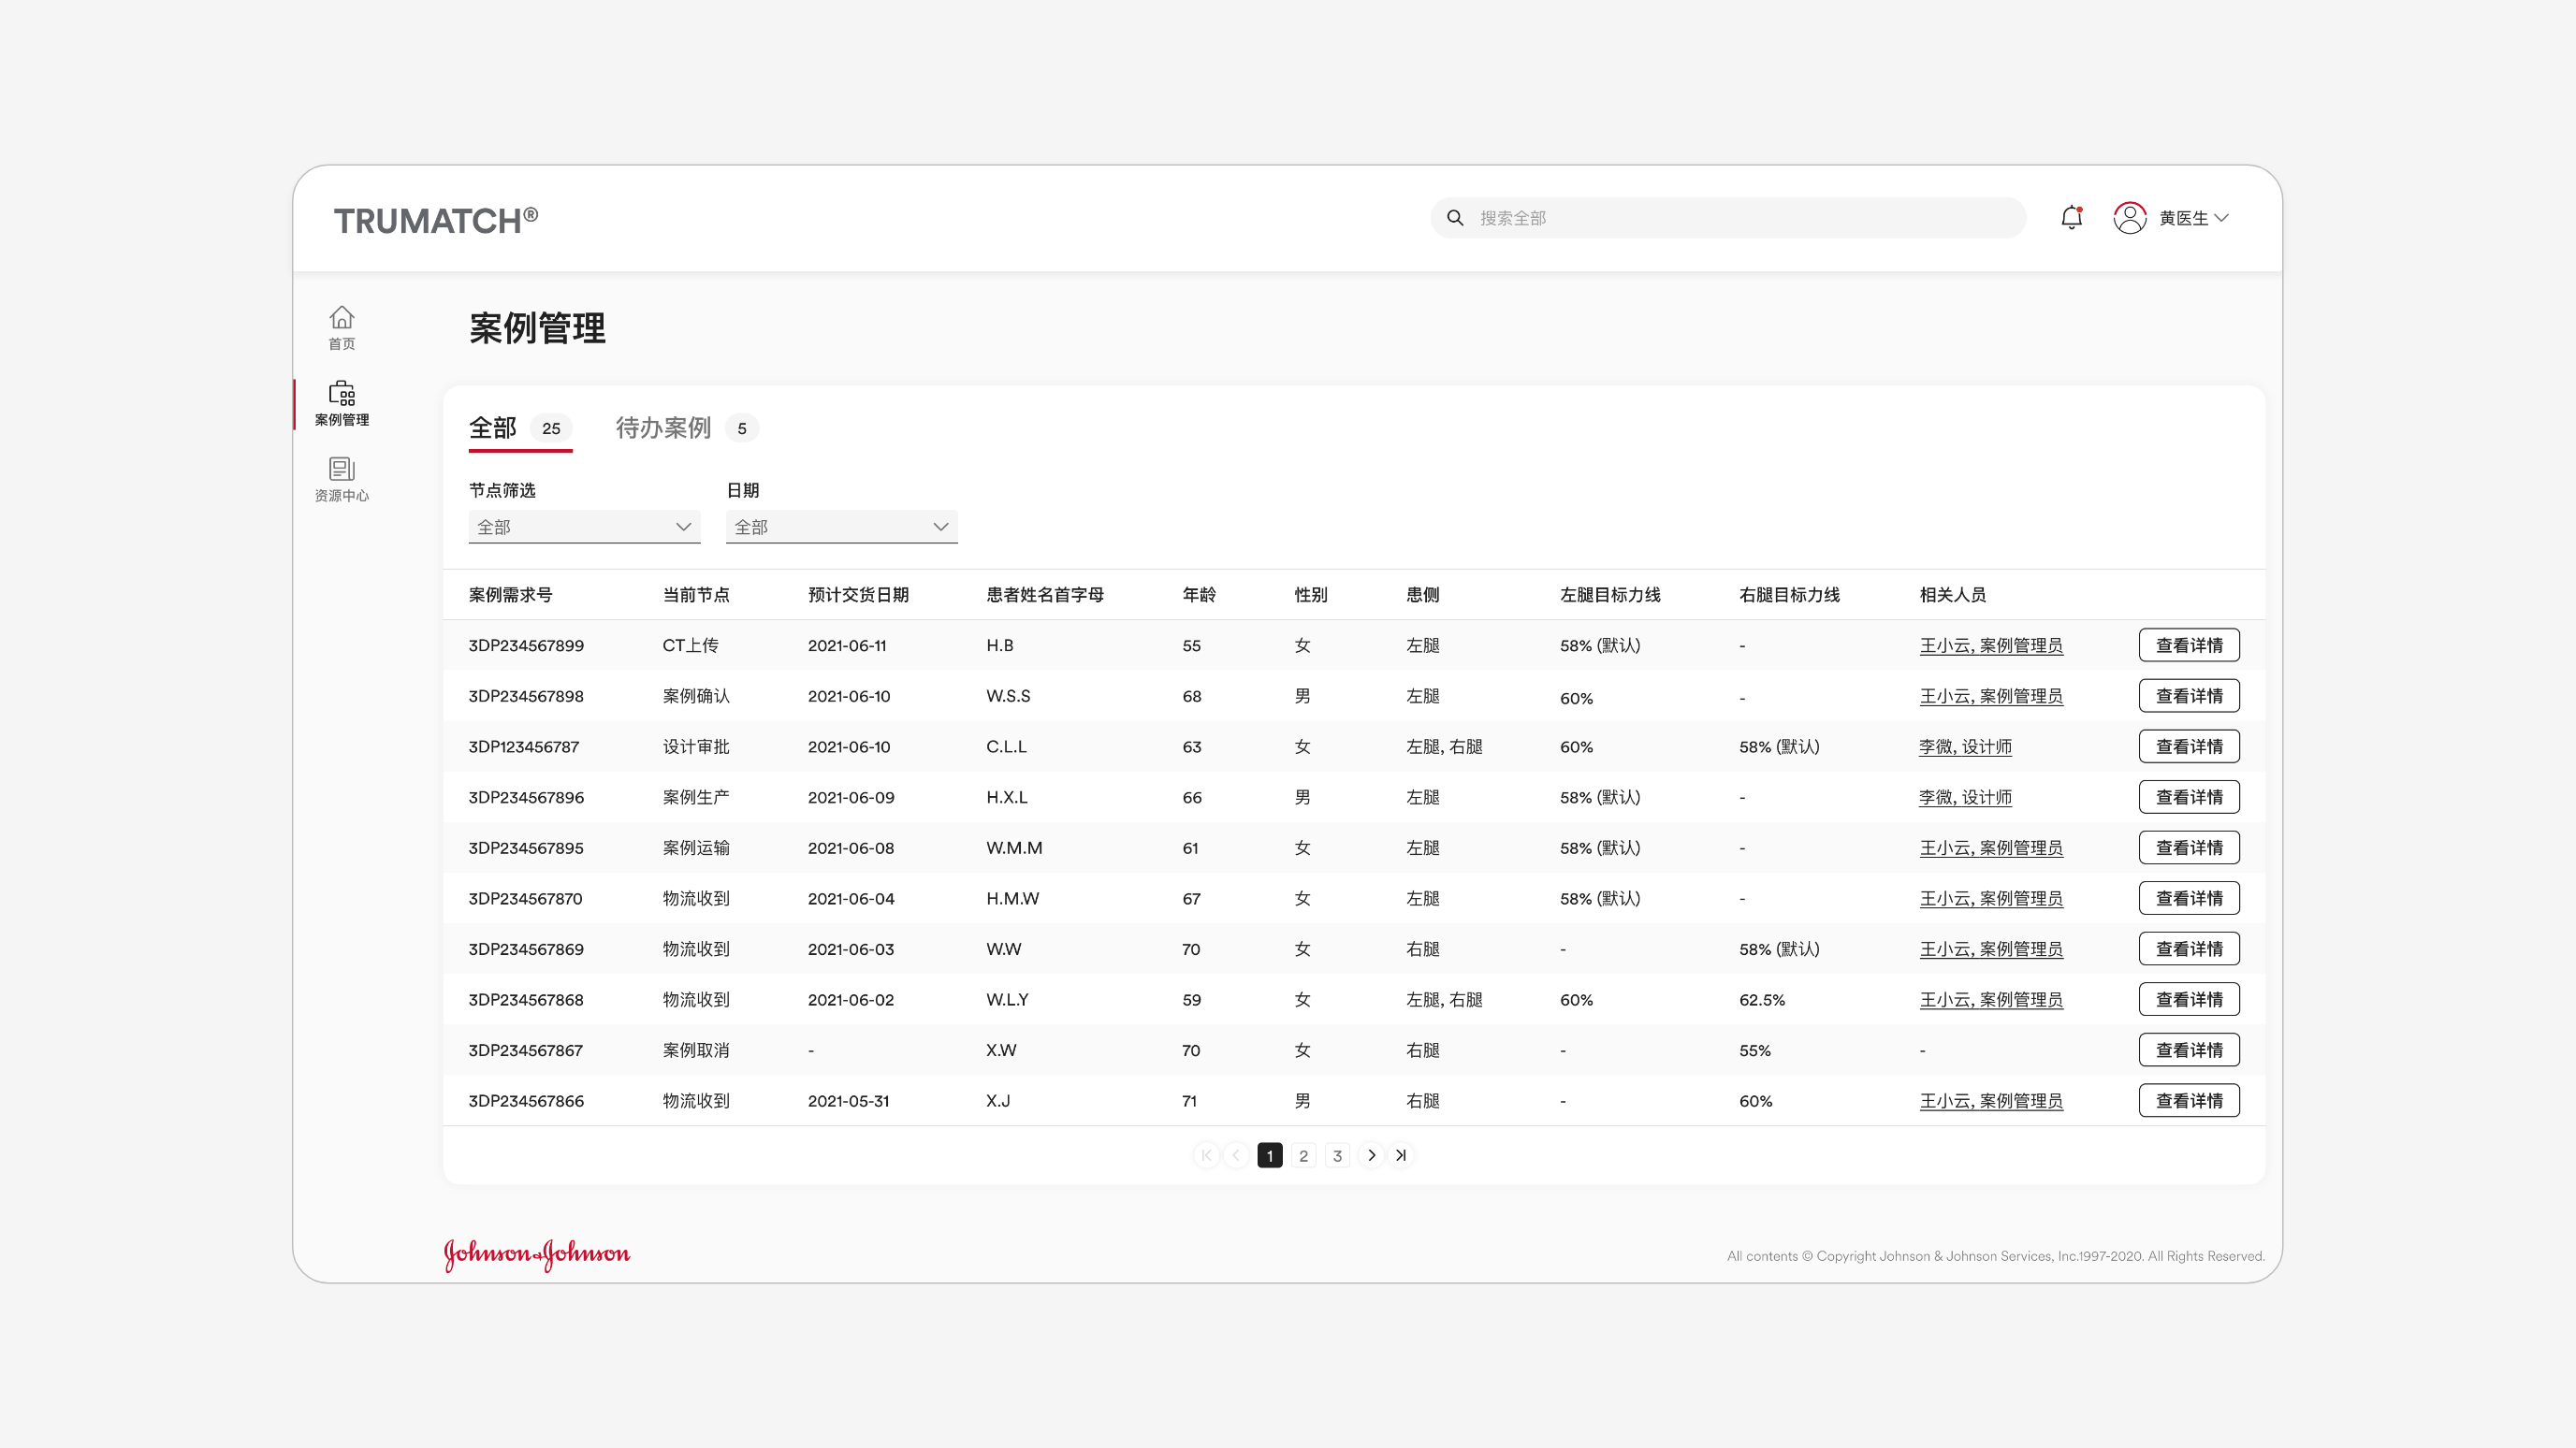 TRUMATCH®
搜索全部
黄医生
首页
案例管理
资源中心
案例管理
全部 25 待办案例 5
节点筛选 日期
全部 全部
案例需求号 当前节点 预计交货日期 患者姓名首字母 年龄 性别 患侧 左腿目标力线 右腿目标力线 相关人员
3DP234567899 CT上传 2021-06-11 H.B 55 女 左腿 58% (默认) - 王小云, 案例管理员 查看详情
3DP234567898 案例确认 2021-06-10 W.S.S 68 男 左腿 60% - 王小云, 案例管理员 查看详情
3DP123456787 设计审批 2021-06-10 C.L.L 63 女 左腿, 右腿 60% 58% (默认) 李微, 设计师 查看详情
3DP234567896 案例生产 2021-06-09 H.X.L 66 男 左腿 58% (默认) - 李微, 设计师 查看详情
3DP234567895 案例运输 2021-06-08 W.M.M 61 女 左腿 58% (默认) - 王小云, 案例管理员 查看详情
3DP234567870 物流收到 2021-06-04 H.M.W 67 女 左腿 58% (默认) - 王小云, 案例管理员 查看详情
3DP234567869 物流收到 2021-06-03 W.W 70 女 右腿 - 58% (默认) 王小云, 案例管理员 查看详情
3DP234567868 物流收到 2021-06-02 W.L.Y 59 女 左腿, 右腿 60% 62.5% 王小云, 案例管理员 查看详情
3DP234567867 案例取消 - X.W 70 女 右腿 - 55% - 查看详情
3DP234567866 物流收到 2021-05-31 X.J 71 男 右腿 - 60% 王小云, 案例管理员 查看详情
1 2 3
Johnson & Johnson
All contents © Copyright Johnson & Johnson Services, Inc.1997-2020. All Rights Reserved.